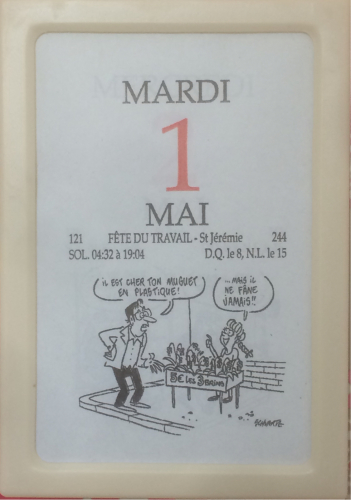 MARDI
1
MAI
121 FÊTE DU TRAVAIL - St Jérémie 244
SOL. 04:32 à 19:04 D.Q. le 8, N.L. le 15
IL EST CHER TON MUGUET
EN PLASTIQUE!
...MAIS IL
NE FANE
JAMAIS!!
3€ LES 3 BRINS